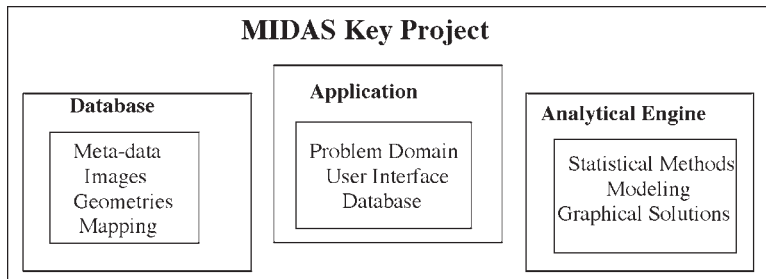 MIDAS Key Project
Database
Meta-data
Images
Geometries
Mapping
Application
Problem Domain
User Interface
Database
Analytical Engine
Statistical Methods
Modeling
Graphical Solutions